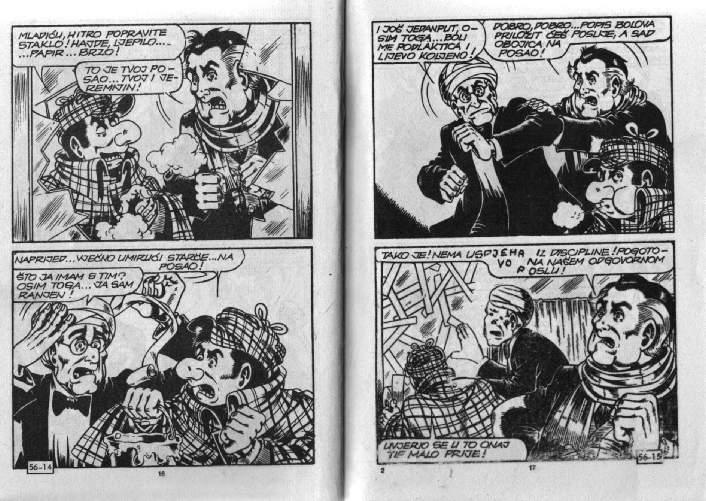 MLADIĆU, HITRO POPRAVITE
STAKLO! HAJDE, LJEPILO....
....PAPIR... BRZO!
TO JE TVOJ PO-
SAO... TVOJ I JE-
REMIJIN!
NAPRIJED... VJEČNO UMIRUĆI STARČE...NA
POSAO!
ŠTO JA IMAM S TIM?
OSIM TOGA... JA SAM
RANJEN!
56-14
16
I JOŠ JEDANPUT, O-
SIM TOGA... BOLI
ME PODLAKTICA I
LIJEVO KOLJENO!
DOBRO, DOBRO... POPIS BOLOVA
PRILOŽIT ĆEŠ POSLIJE, A SAD
OBOJICA, NA
POSAO!
TAKO JE! NEMA USPJEHA IZ DISCIPLINE! POGOTO-
VO NA NAŠEM ODGOVORNOM
POSLU!
UVJERIO SE U TO ONAJ
TIP MALO PRIJE!
2
17
56-15